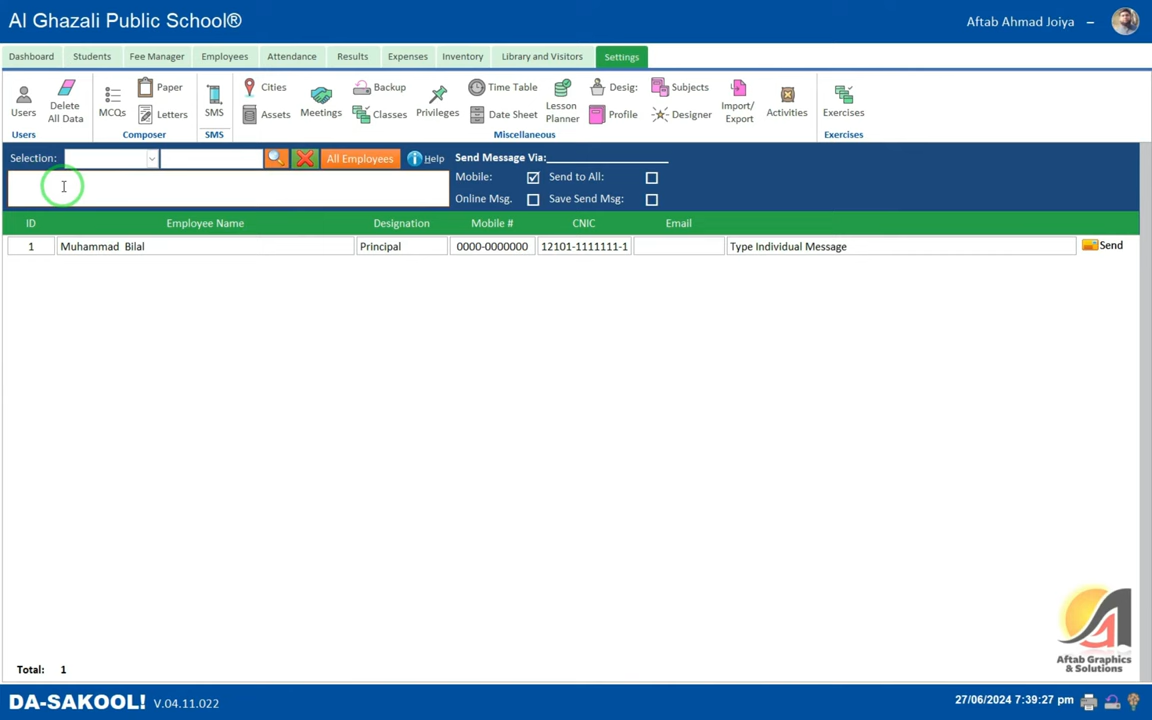 Al Ghazali Public School®
Aftab Ahmad Joiya
Dashboard Students Fee Manager Employees Attendance Results Expenses Inventory Library and Visitors Settings
Users
Delete All Data
MCQs
Paper
Letters
SMS
Cities
Assets
Meetings
Backup
Classes
Privileges
Time Table
Date Sheet
Lesson Planner
Desig:
Profile
Subjects
Designer
Import/Export
Activities
Exercises
Users Composer SMS Miscellaneous Exercises
Selection: All Employees Help Send Message Via:
Mobile: Send to All:
Online Msg. Save Send Msg:
ID Employee Name Designation Mobile # CNIC Email
1 Muhammad Bilal Principal 0000-0000000 12101-1111111-1 Type Individual Message Send
Aftab Graphics & Solutions
Total: 1
DA-SAKOOL! V.04.11.022 27/06/2024 7:39:27 pm